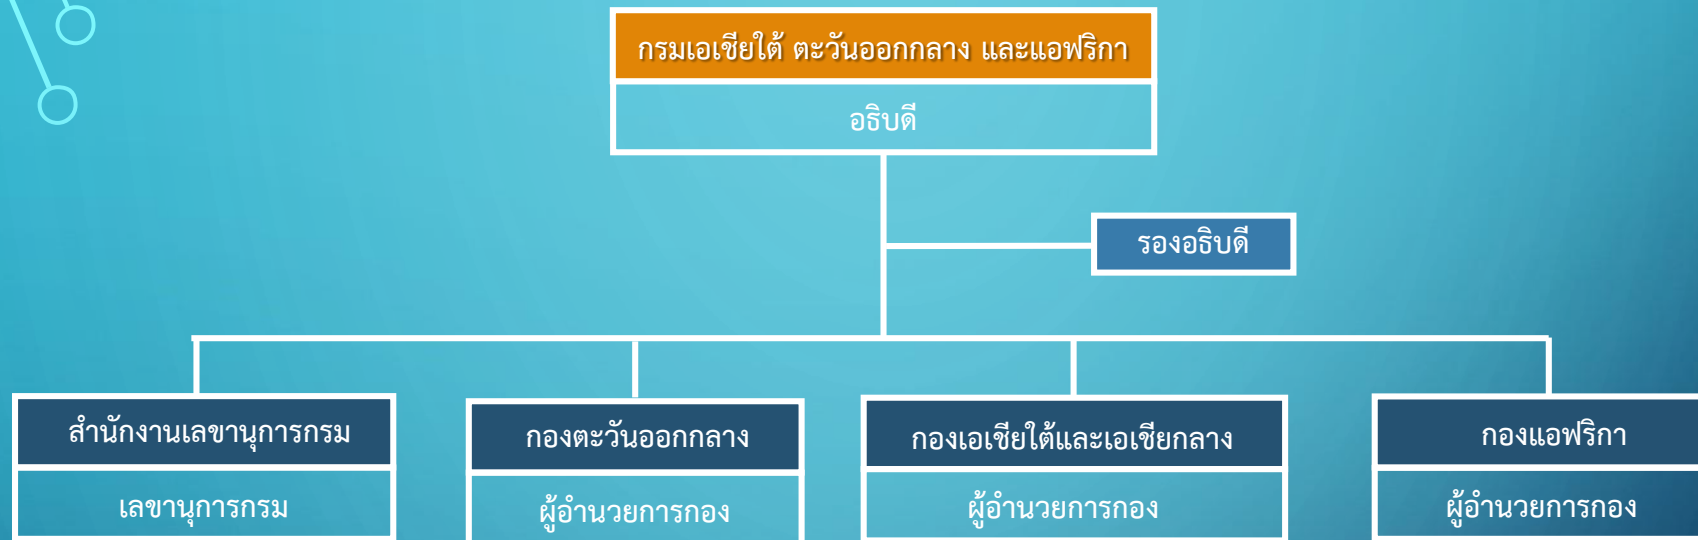 กรมเอเชียใต้ ตะวันออกกลาง และแอฟริกา
อธิบดี
รองอธิบดี
สำนักงานเลขานุการกรม
เลขานุการกรม
กองตะวันออกกลาง
ผู้อำนวยการกอง
กองเอเชียใต้และเอเชียกลาง
ผู้อำนวยการกอง
กองแอฟริกา
ผู้อำนวยการกอง